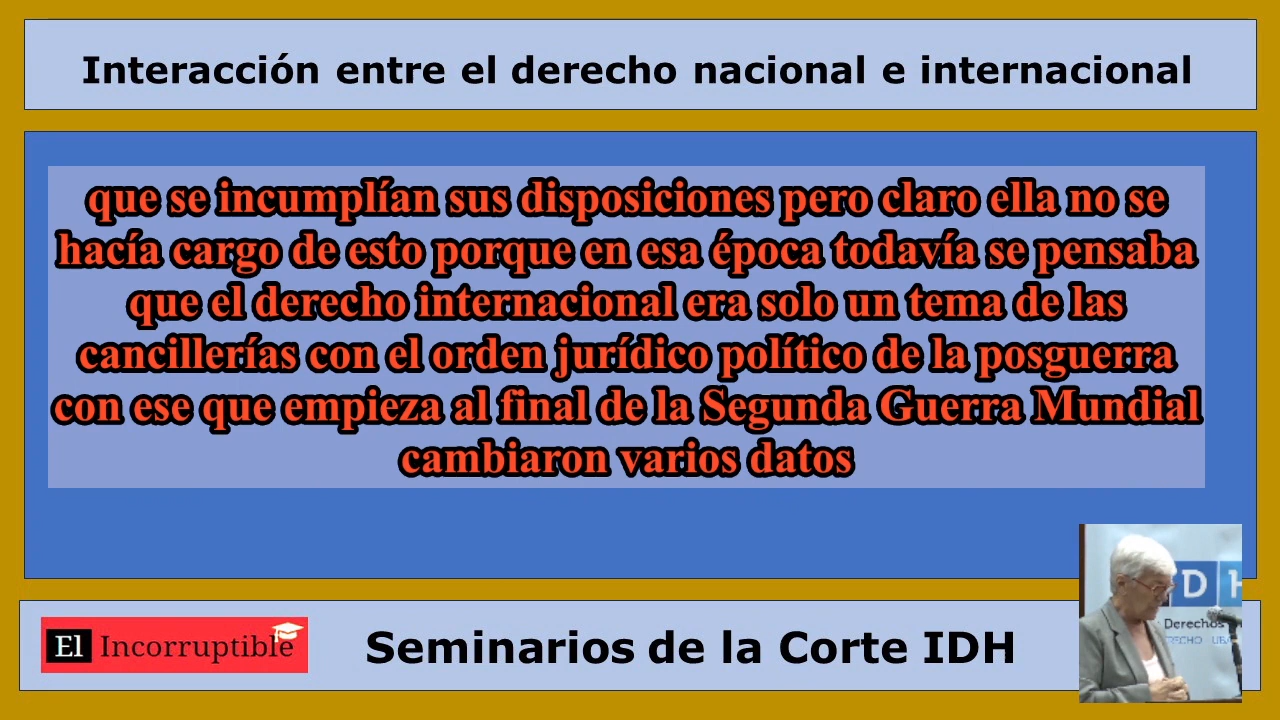 Interacción entre el derecho nacional e internacional
que se incumplían sus disposiciones pero claro ella no se
hacía cargo de esto porque en esa época todavía se pensaba
que el derecho internacional era solo un tema de las
cancillerías con el orden jurídico político de la posguerra
con ese que empieza al final de la Segunda Guerra Mundial
cambiaron varios datos
El Incorruptible
Seminarios de la Corte IDH
D
Derechos